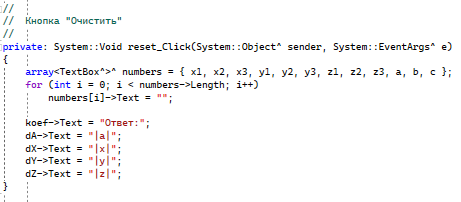 //
// Кнопка "Очистить"
//
private: System::Void reset_Click(System::Object^ sender, System::EventArgs^ e)
{
array<TextBox^>^ numbers = { x1, x2, x3, y1, y2, y3, z1, z2, z3, a, b, c };
for (int i = 0; i < numbers->Length; i++)
numbers[i]->Text = "";
koef->Text = "Ответ:";
dA->Text = "|a|";
dX->Text = "|x|";
dY->Text = "|y|";
dZ->Text = "|z|";
}